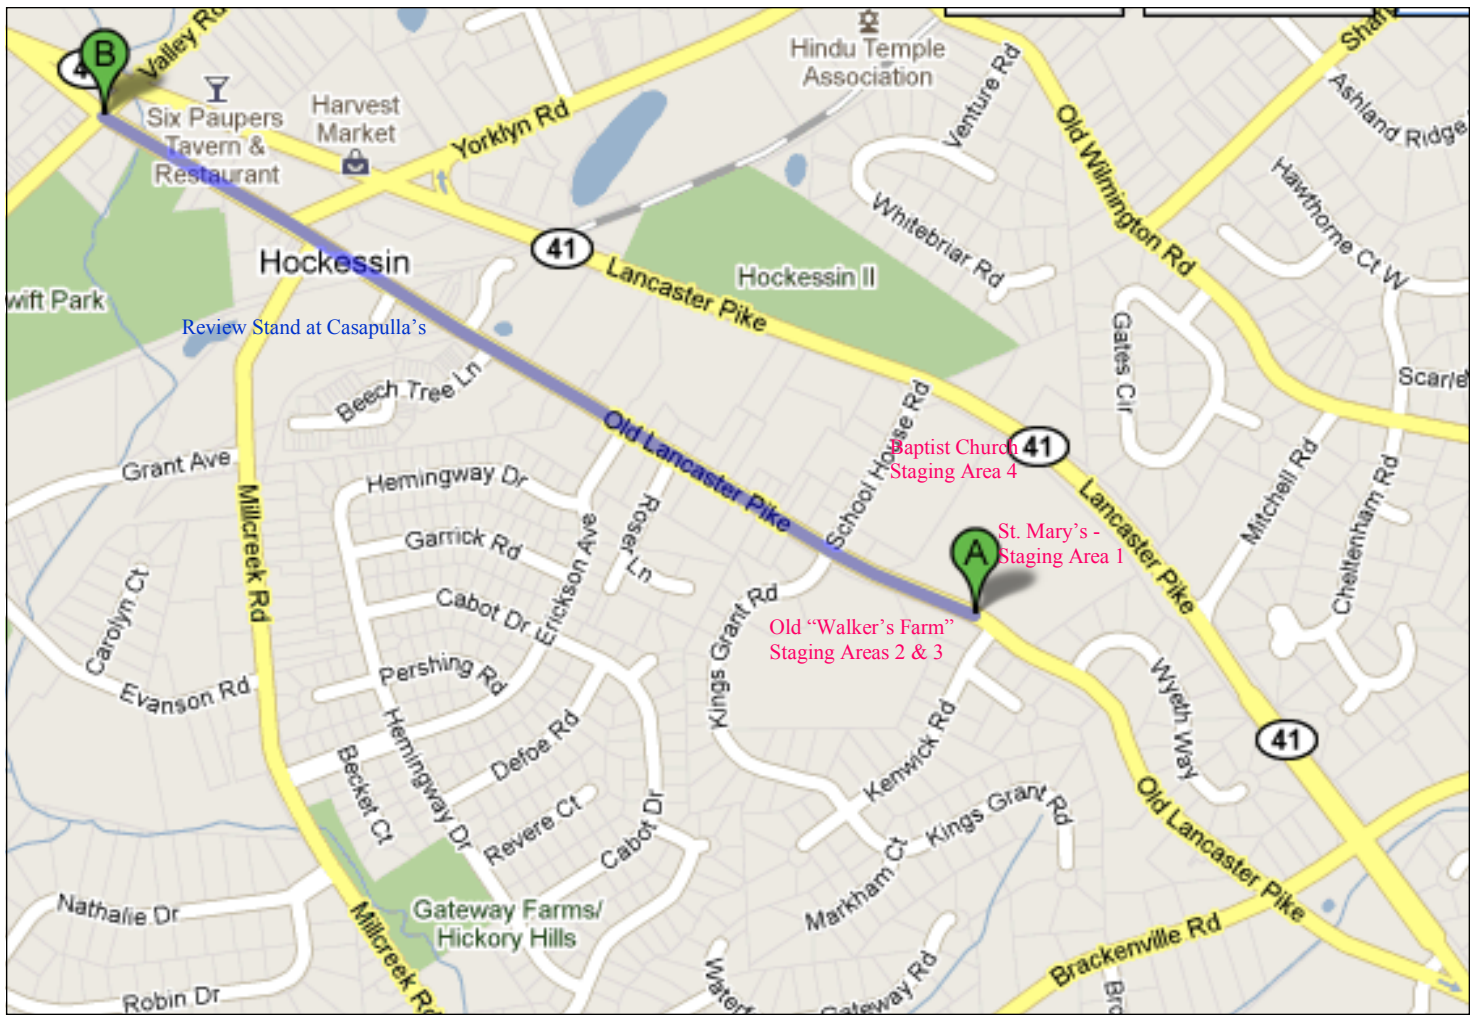 B
Valley Rd
Six Paupers
Tavern &
Restaurant
Harvest
Market
Yorklyn Rd
Hindu Temple
Association
Venture Rd
Old Wilmington Rd
Ashland Ridge
Hawthorne Ct W
Whitebriar Rd
Hockessin
41
Lancaster Pike
Hockessin II
Gates Cir
wift Park
Review Stand at Casapulla's
Beech Tree Ln
Old Lancaster Pike
School House Rd
Baptist Church
Staging Area 4
41
Lancaster Pike
Mitchell Rd
Cheltenham Rd
Grant Ave
Millcreek Rd
Hemingway Dr
Garrick Rd
Cabot Dr
Erickson Ave
Roser Ln
A
St. Mary's -
Staging Area 1
Old “Walker's Farm”
Staging Areas 2 & 3
Kings Grant Rd
Carolyn Ct
Evanson Rd
Pershing Rd
Hemingway Dr
Defoe Rd
Becket Ct
Revere Ct
Cabot Dr
Kenwick Rd
Wyeth Way
41
Kings Grant Rd
Markham Ct
Old Lancaster Pike
Nathalie Dr
Gateway Farms/
Hickory Hills
Millcreek Rd
Robin Dr
Brackenville Rd
Gateway Rd